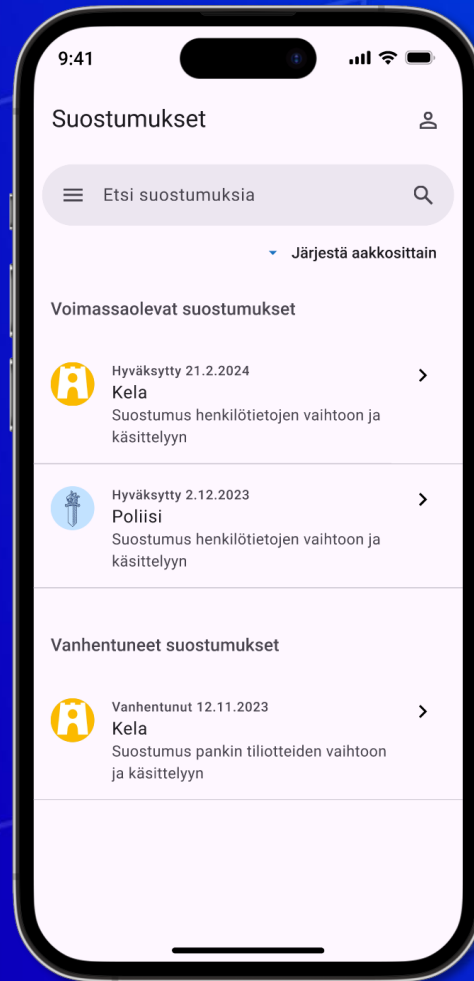 9:41
Suostumukset
Etsi suostumuksia
Järjestä aakkosittain
Voimassaolevat suostumukset
Hyväksytty 21.2.2024
Kela
Suostumus henkilötietojen vaihtoon ja
käsittelyyn
Hyväksytty 2.12.2023
Poliisi
Suostumus henkilötietojen vaihtoon ja
käsittelyyn
Vanhentuneet suostumukset
Vanhentunut 12.11.2023
Kela
Suostumus pankin tiliotteiden vaihtoon
ja käsittelyyn